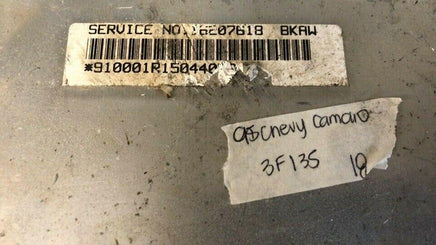 SERVICE NO. 16207618 BKAW
*910001R150440
95 Chevy Camaro
3F135 18